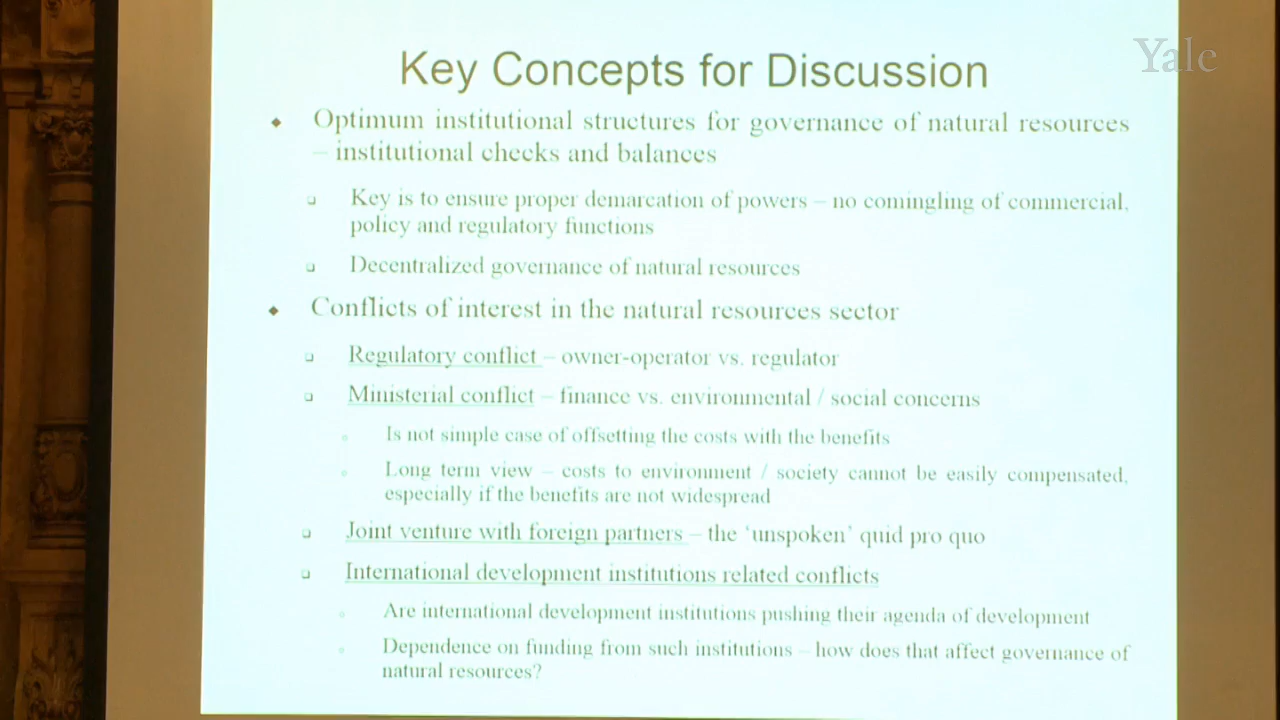 Yale
Key Concepts for Discussion
Optimum institutional structures for governance of natural resources
– institutional checks and balances
Key is to ensure proper demarcation of powers – no comingling of commercial,
policy and regulatory functions
Decentralized governance of natural resources
Conflicts of interest in the natural resources sector
Regulatory conflict – owner-operator vs. regulator
Ministerial conflict – finance vs. environmental / social concerns
Is not simple case of offsetting the costs with the benefits
Long term view – costs to environment / society cannot be easily compensated,
especially if the benefits are not widespread
Joint venture with foreign partners – the ‘unspoken’ quid pro quo
International development institutions related conflicts
Are international development institutions pushing their agenda of development
Dependence on funding from such institutions – how does that affect governance of
natural resources?